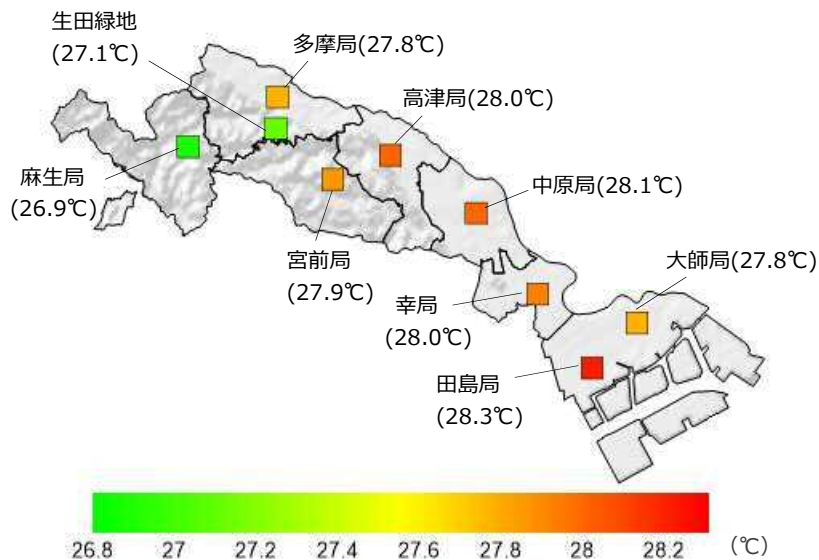 生田緑地
(27.1℃)
多摩局(27.8℃)
高津局(28.0℃)
麻生局
(26.9℃)
中原局(28.1℃)
宮前局
(27.9℃)
大師局(27.8℃)
幸局
(28.0℃)
田島局
(28.3℃)
26.8 27 27.2 27.4 27.6 27.8 28 28.2 (℃)